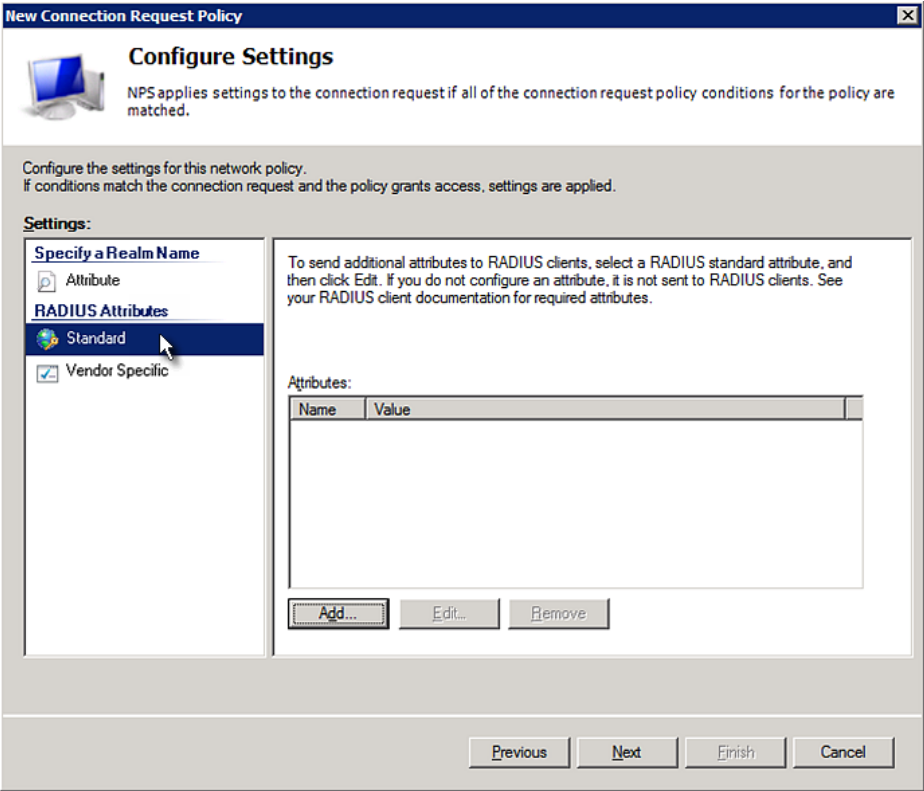 New Connection Request Policy
Configure Settings
NPS applies settings to the connection request if all of the connection request policy conditions for the policy are
matched.
Configure the settings for this network policy.
If conditions match the connection request and the policy grants access, settings are applied.
Settings:
Specify a Realm Name
Attribute
RADIUS Attributes
Standard
Vendor Specific
To send additional attributes to RADIUS clients, select a RADIUS standard attribute, and
then click Edit. If you do not configure an attribute, it is not sent to RADIUS clients. See
your RADIUS client documentation for required attributes.
Attributes:
Name Value
Add... Edit... Remove
Previous Next Finish Cancel